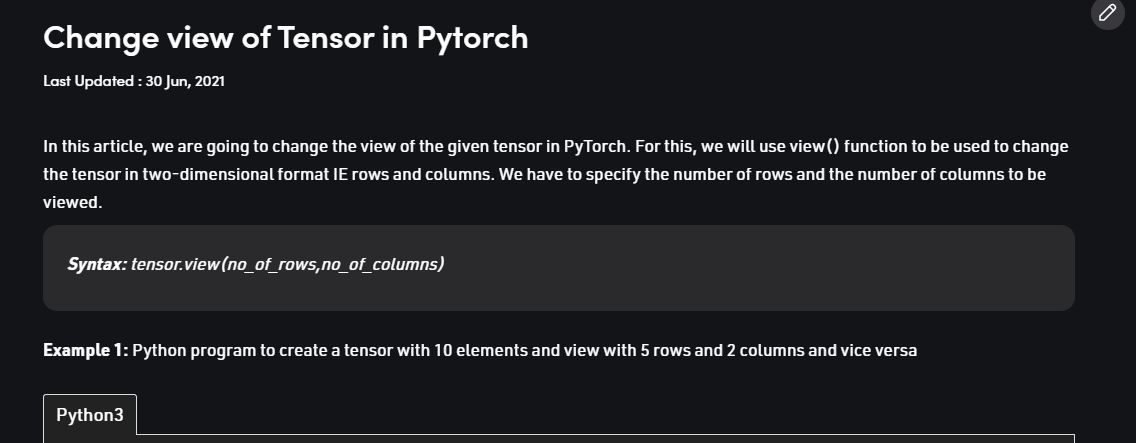 Change view of Tensor in Pytorch
Last Updated : 30 Jun, 2021
In this article, we are going to change the view of the given tensor in PyTorch. For this, we will use view() function to be used to change
the tensor in two-dimensional format IE rows and columns. We have to specify the number of rows and the number of columns to be
viewed.
Syntax: tensor.view(no_of_rows,no_of_columns)
Example 1: Python program to create a tensor with 10 elements and view with 5 rows and 2 columns and vice versa
Python3